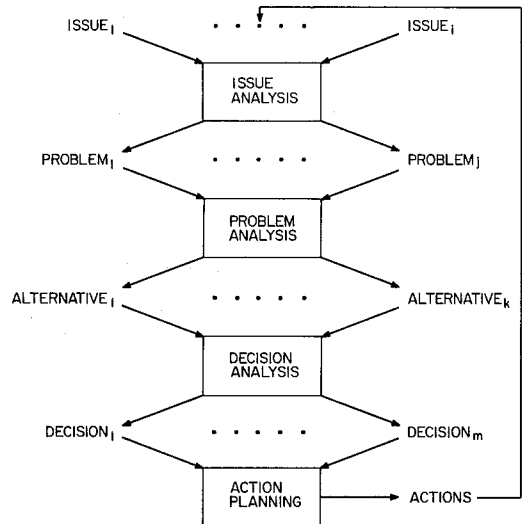 ISSUE₁ . . . . . ISSUEᵢ
ISSUE
ANALYSIS
PROBLEM₁ . . . . . PROBLEMⱼ
PROBLEM
ANALYSIS
ALTERNATIVE₁ . . . . . ALTERNATIVEₖ
DECISION
ANALYSIS
DECISION₁ . . . . . DECISIONₘ
ACTION
PLANNING
ACTIONS